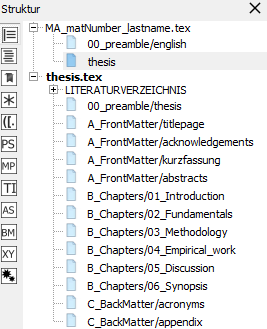 Struktur
MA_matNumber_lastname.tex
00_preamble/english
thesis
thesis.tex
LITERATURVERZEICHNIS
00_preamble/thesis
A_FrontMatter/titlepage
A_FrontMatter/acknowledgements
A_FrontMatter/kurzfassung
A_FrontMatter/abstracts
B_Chapters/01_Introduction
B_Chapters/02_Fundamentals
B_Chapters/03_Methodology
B_Chapters/04_Empirical_work
B_Chapters/05_Discussion
B_Chapters/06_Synopsis
C_BackMatter/acronyms
C_BackMatter/appendix
([.
PS
MP
TI
AS
BM
XY